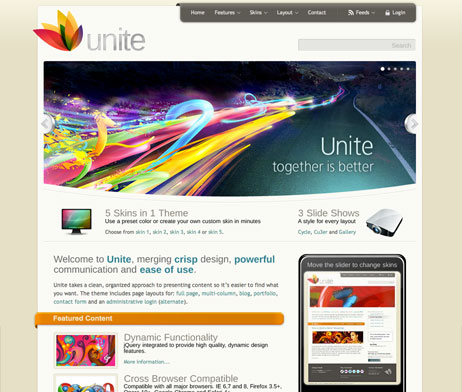 Home Features Skins Layout Contact Feeds Login
unite
Search
Unite
together is better
5 Skins in 1 Theme
Use a preset color or create your own custom skin in minutes
Choose from skin 1, skin 2, skin 3, skin 4 or skin 5.
3 Slide Shows
A style for every layout
Cycle, Cu3er and Gallery
Welcome to Unite, merging crisp design, powerful
communication and ease of use.
Unite takes a clean, organized approach to presenting content so it's easier to find what
you want. The theme includes page layouts for: full page, multi-column, blog, portfolio,
contact form and an administrative login (alternate).
Move the slider to change skins
unite
Featured Content
Dynamic Functionality
jQuery integrated to provide high quality, dynamic design
features.
More information...
Cross Browser Compatible
Compatible with all major browsers. IE 6,7 and 8, Firefox 3.5+,